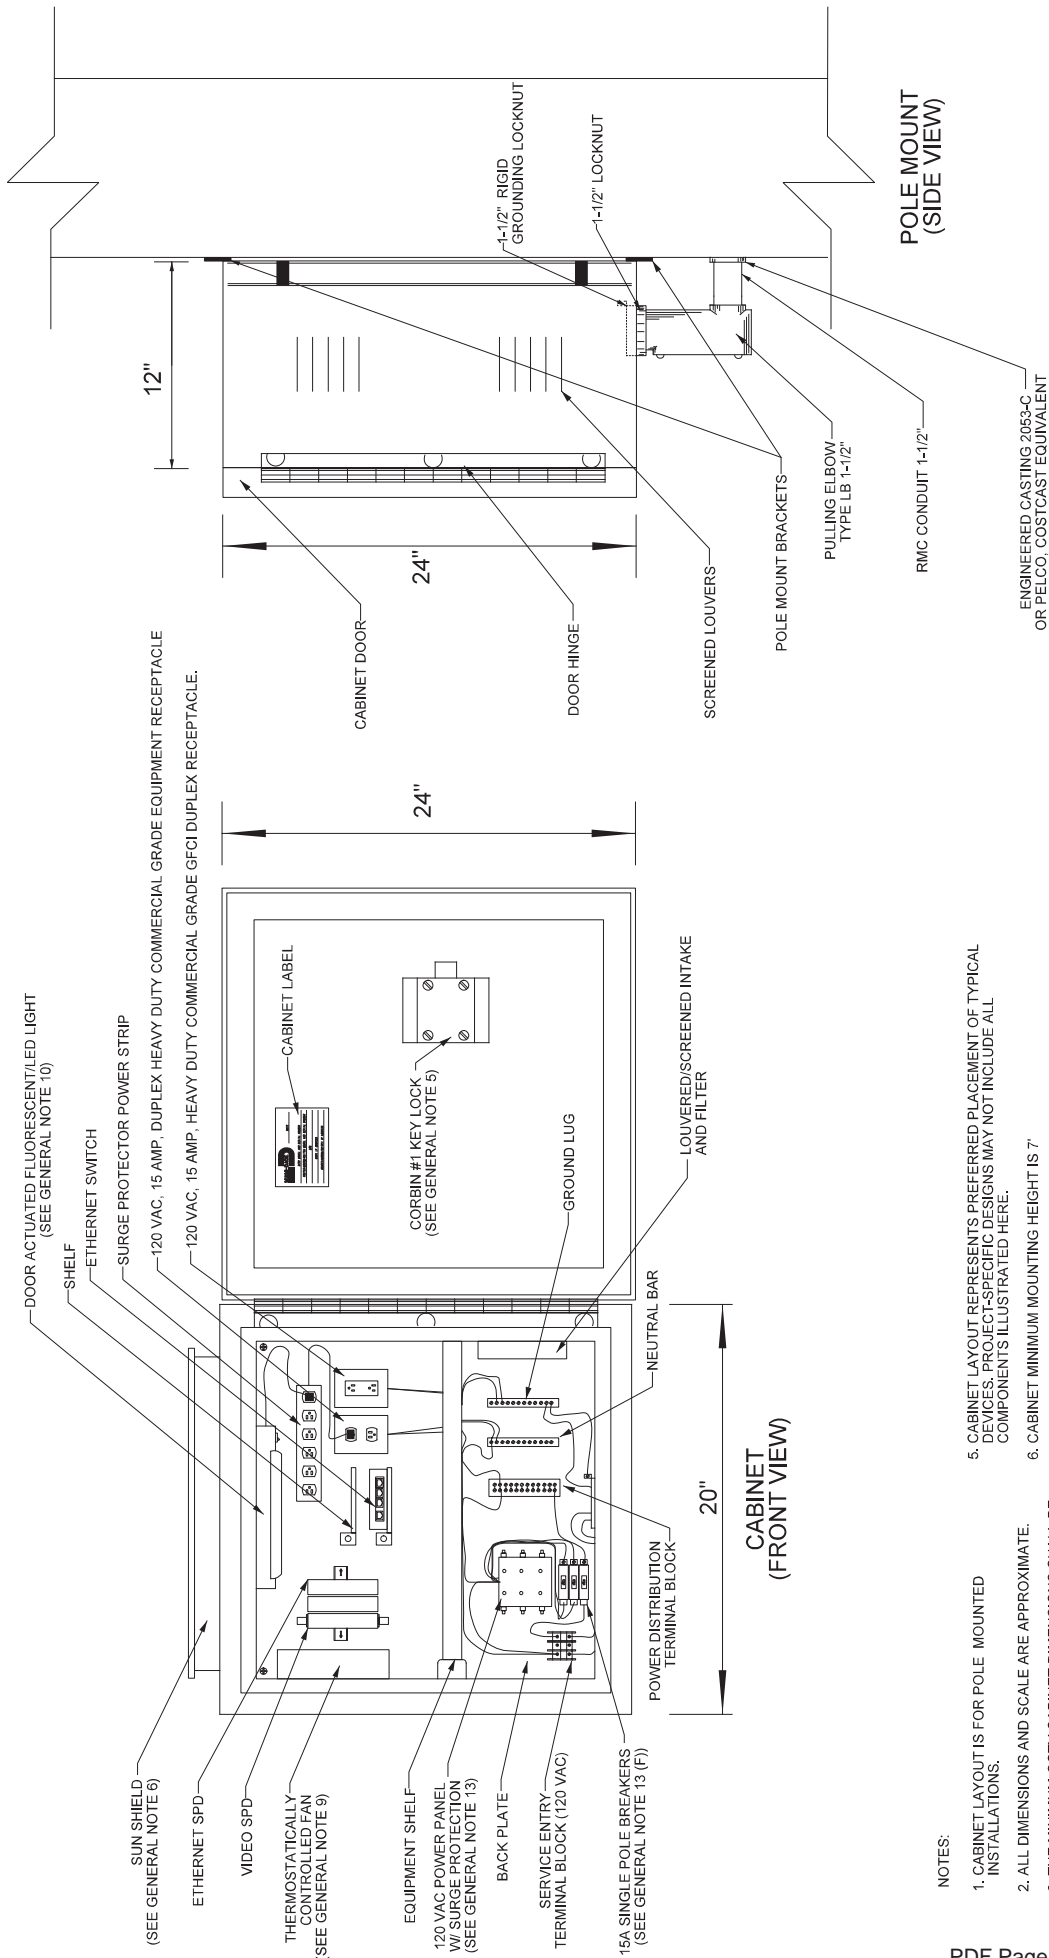 SUN SHIELD
(SEE GENERAL NOTE 6)
ETHERNET SPD
VIDEO SPD
THERMOSTATICALLY
CONTROLLED FAN
(SEE GENERAL NOTE 9)
EQUIPMENT SHELF
120 VAC POWER PANEL
W/ SURGE PROTECTION
(SEE GENERAL NOTE 13)
BACK PLATE
SERVICE ENTRY
TERMINAL BLOCK (120 VAC)
15A SINGLE POLE BREAKERS
(SEE GENERAL NOTE 13 (F))
DOOR ACTUATED FLUORESCENT/LED LIGHT
(SEE GENERAL NOTE 10)
SHELF
ETHERNET SWITCH
SURGE PROTECTOR POWER STRIP
120 VAC, 15 AMP, DUPLEX HEAVY DUTY COMMERCIAL GRADE EQUIPMENT RECEPTACLE
120 VAC, 15 AMP, HEAVY DUTY COMMERCIAL GRADE GFCI DUPLEX RECEPTACLE.
CABINET LABEL
CORBIN #1 KEY LOCK
(SEE GENERAL NOTE 5)
LOUVERED/SCREENED INTAKE
AND FILTER
GROUND LUG
NEUTRAL BAR
POWER DISTRIBUTION
TERMINAL BLOCK
20"
24"
CABINET
(FRONT VIEW)
12"
24"
CABINET DOOR
DOOR HINGE
SCREENED LOUVERS
POLE MOUNT BRACKETS
PULLING ELBOW
TYPE LB 1-1/2"
RMC CONDUIT 1-1/2"
ENGINEERED CASTING 2053-C
OR PELCO, COSTCAST EQUIVALENT
1-1/2" RIGID
GROUNDING LOCKNUT
1-1/2" LOCKNUT
POLE MOUNT
(SIDE VIEW)
NOTES:
1. CABINET LAYOUT IS FOR POLE MOUNTED
INSTALLATIONS.
2. ALL DIMENSIONS AND SCALE ARE APPROXIMATE.
5. CABINET LAYOUT REPRESENTS PREFERRED PLACEMENT OF TYPICAL
DEVICES. PROJECT-SPECIFIC DESIGNS MAY NOT INCLUDE ALL
COMPONENTS ILLUSTRATED HERE.
6. CABINET MINIMUM MOUNTING HEIGHT IS 7'
PDF Page